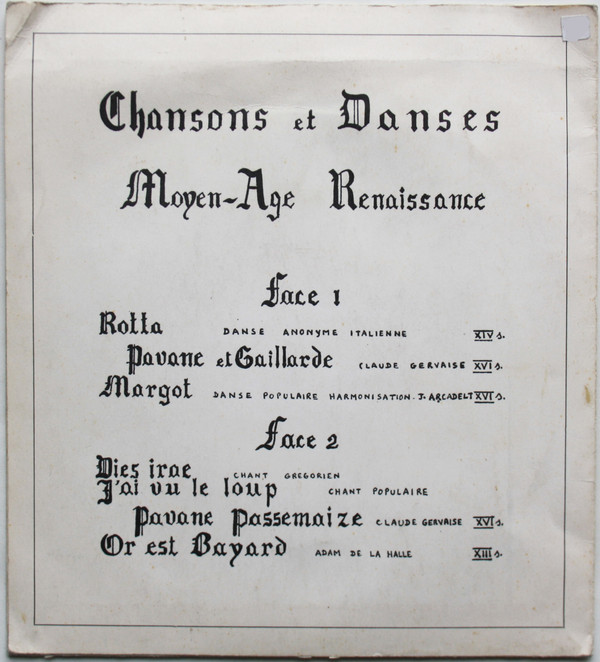 Chansons et Danses
Moyen-Age Renaissance
Face 1
Rotta DANSE ANONYME ITALIENNE XIV s.
Pavane et Gaillarde CLAUDE GERVAISE XVI s.
Margot DANSE POPULAIRE HARMONISATION. J. ARCADELT XVI s.
Face 2
Dies irae CHANT GREGORIEN
J'ai vu le loup CHANT POPULAIRE
Pavane Passemaize CLAUDE GERVAISE XVI s.
Or est Bayard ADAM DE LA HALLE XIII s.